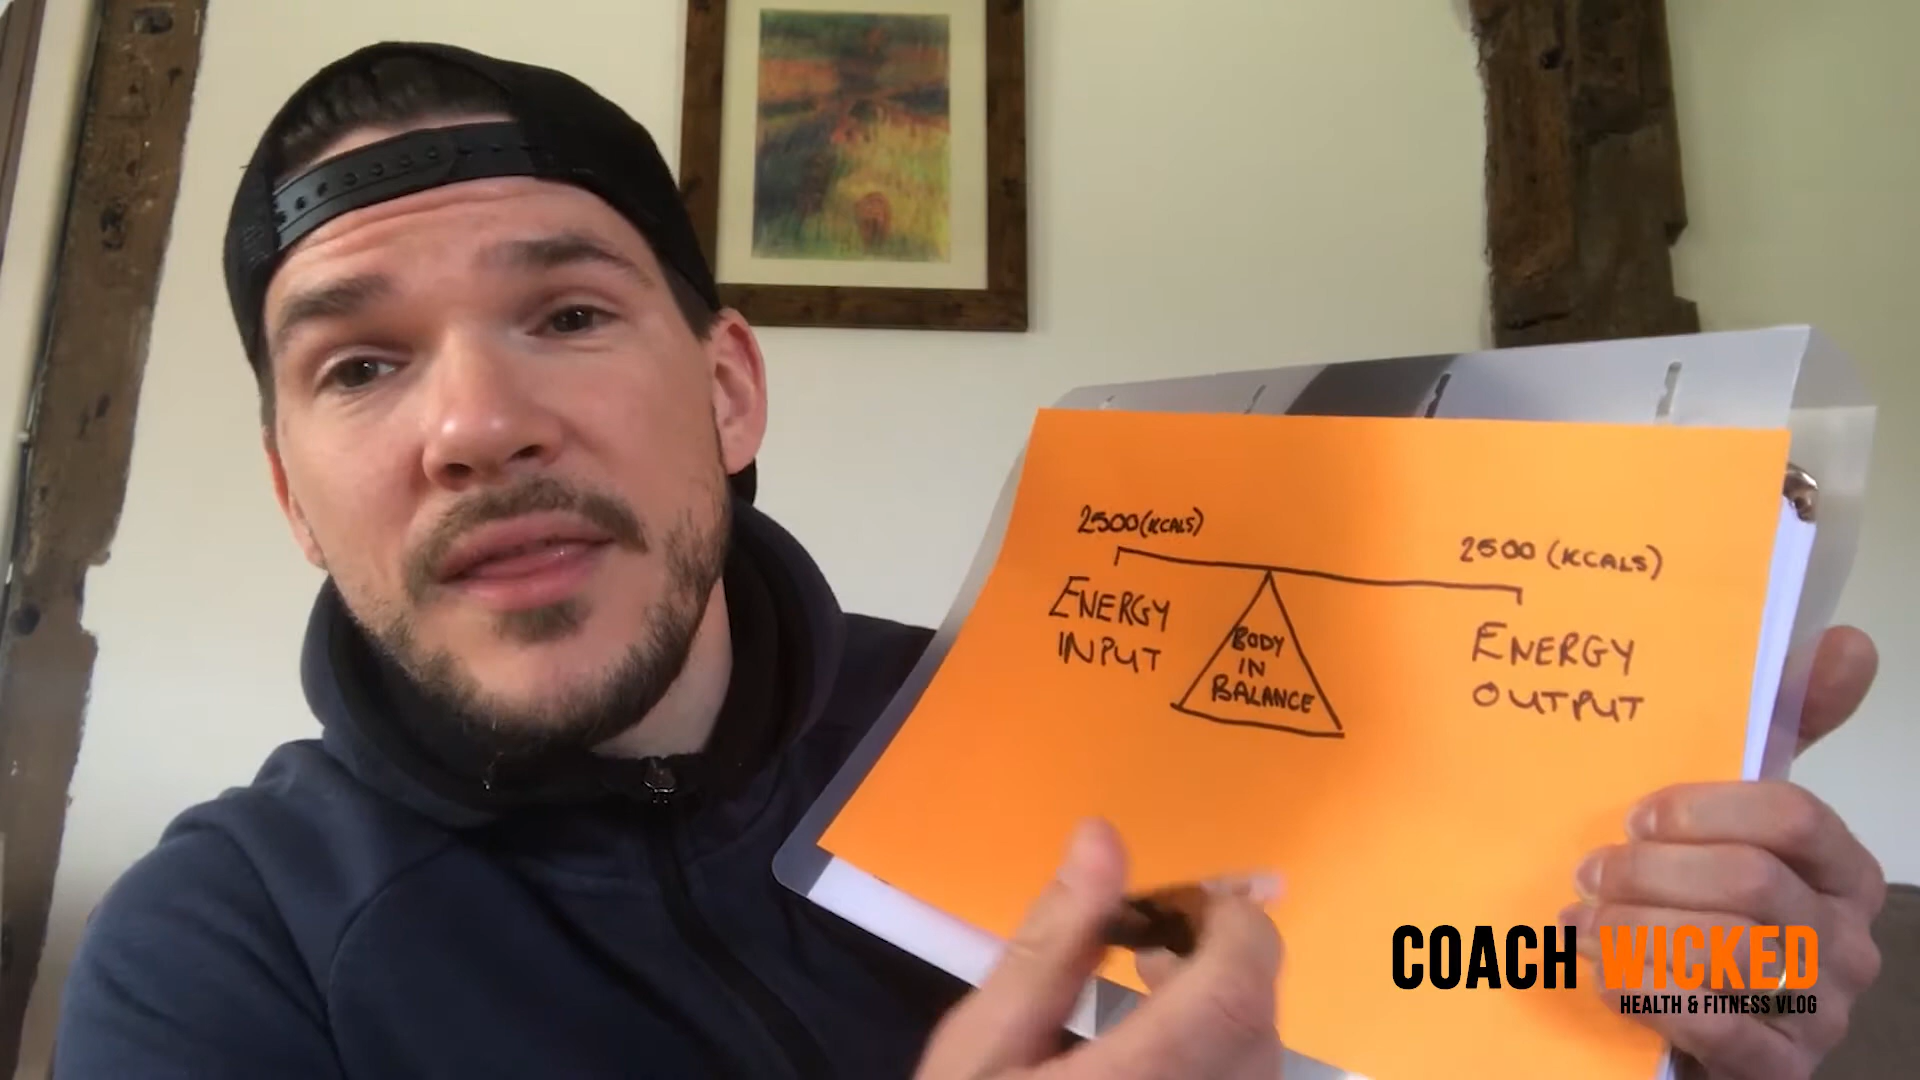 2500 (KCALS)
2500 (KCALS)
ENERGY
INPUT
BODY
IN
BALANCE
ENERGY
OUTPUT
COACH WICKED
HEALTH & FITNESS VLOG